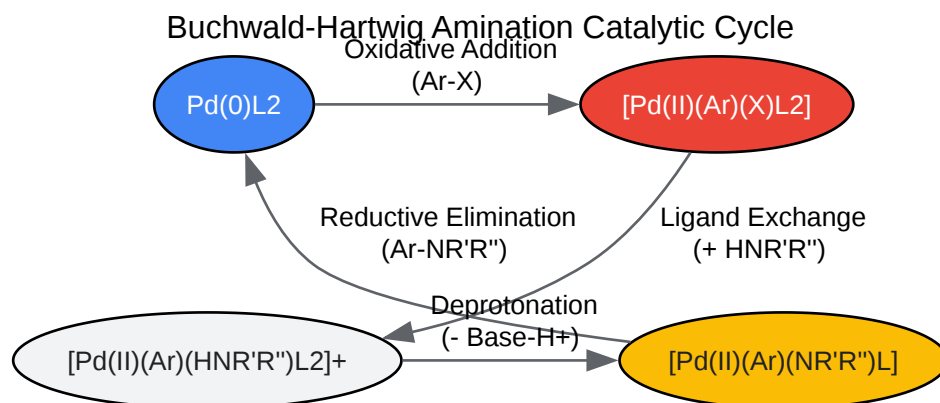 Buchwald-Hartwig Amination Catalytic Cycle
Oxidative Addition
(Ar-X)
Pd(0)L2
[Pd(II)(Ar)(X)L2]
Reductive Elimination
(Ar-NR'R")
Ligand Exchange
(+ HNR'R")
Deprotonation
(- Base-H+)
[Pd(II)(Ar)(HNR'R")L2]+
[Pd(II)(Ar)(NR'R")L]